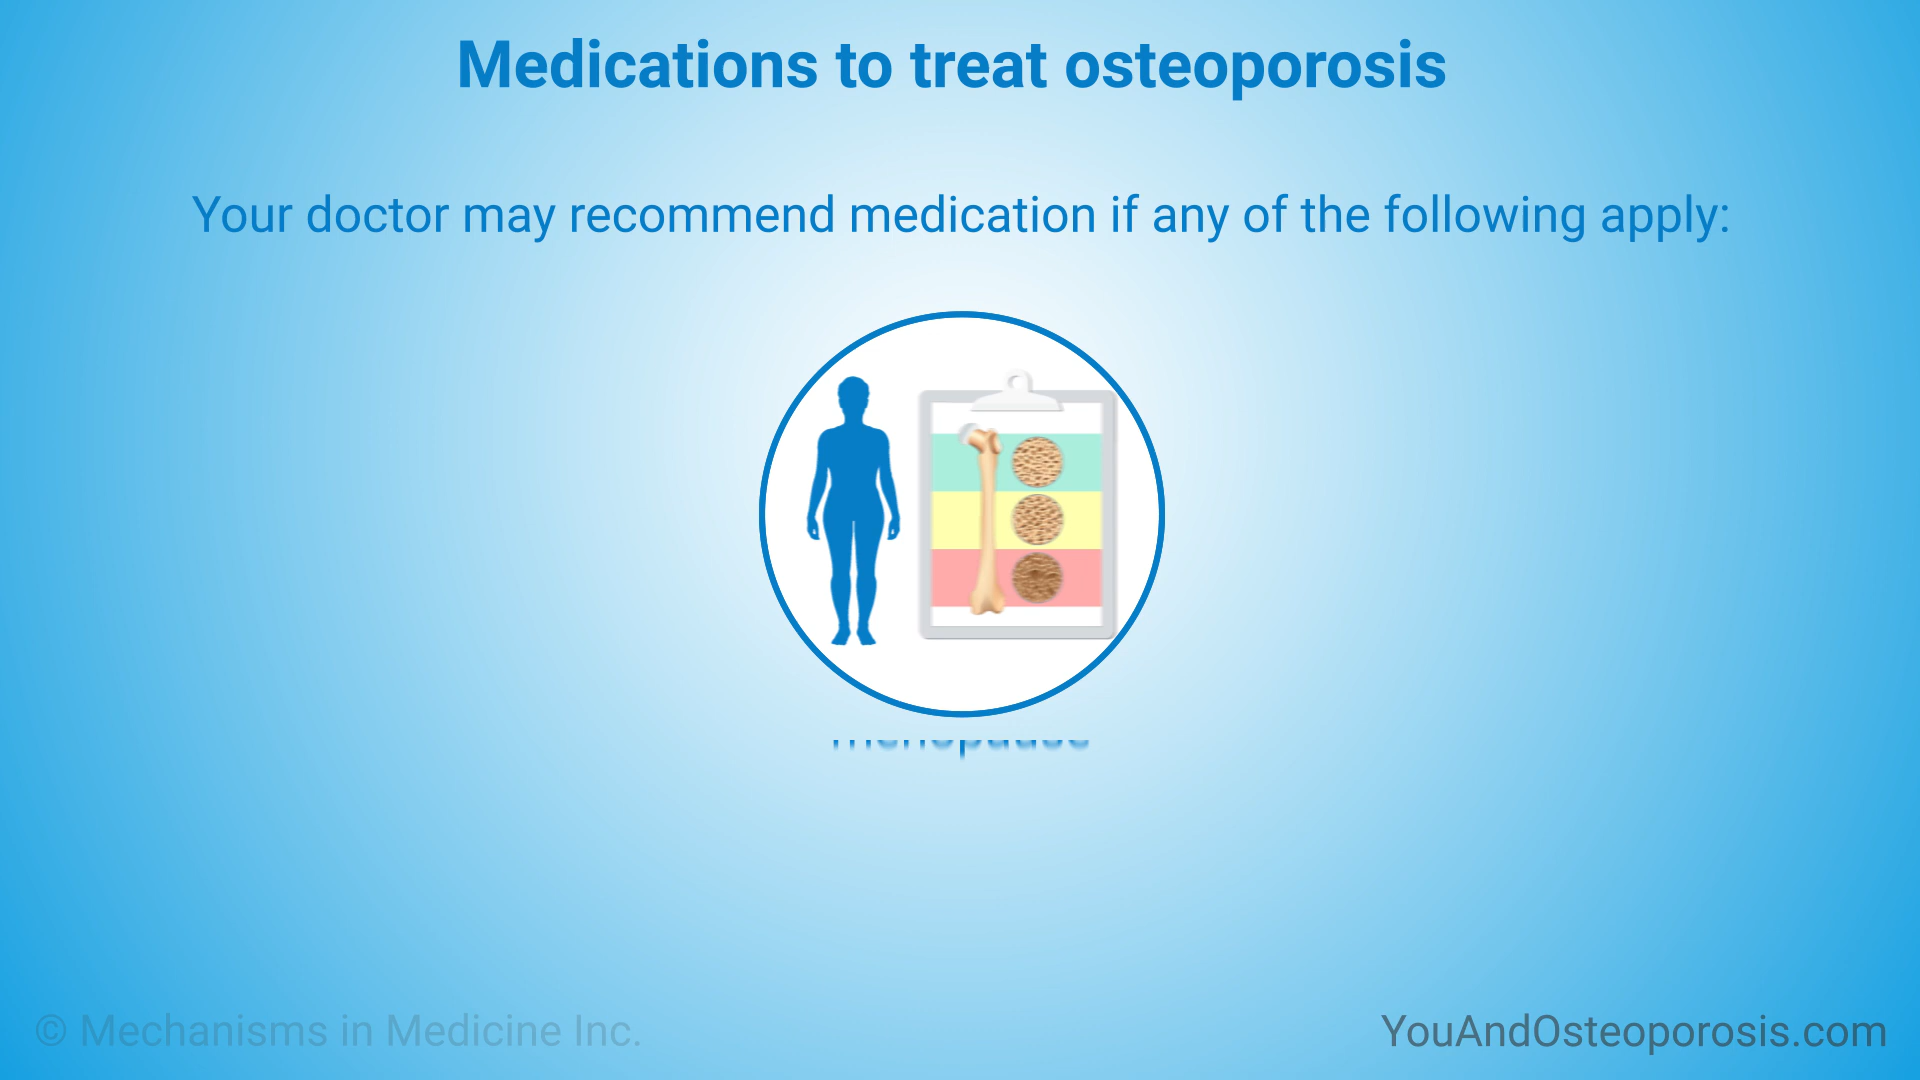 Medications to treat osteoporosis
Your doctor may recommend medication if any of the following apply:
menopause
© Mechanisms in Medicine Inc.
YouAndOsteoporosis.com